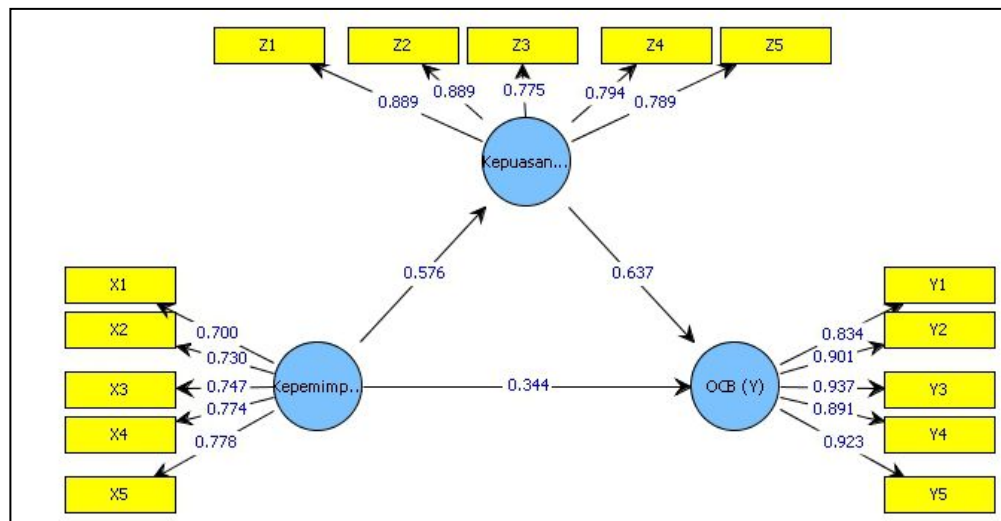 Z1 Z2 Z3 Z4 Z5
0.889 0.889 0.775 0.794 0.789
Kepuasan...
0.576 0.637
X1
X2
X3
X4
X5
0.700
0.730
0.747
0.774
0.778
Kepemimp...
0.344
OCB (Y)
0.834
0.901
0.937
0.891
0.923
Y1
Y2
Y3
Y4
Y5